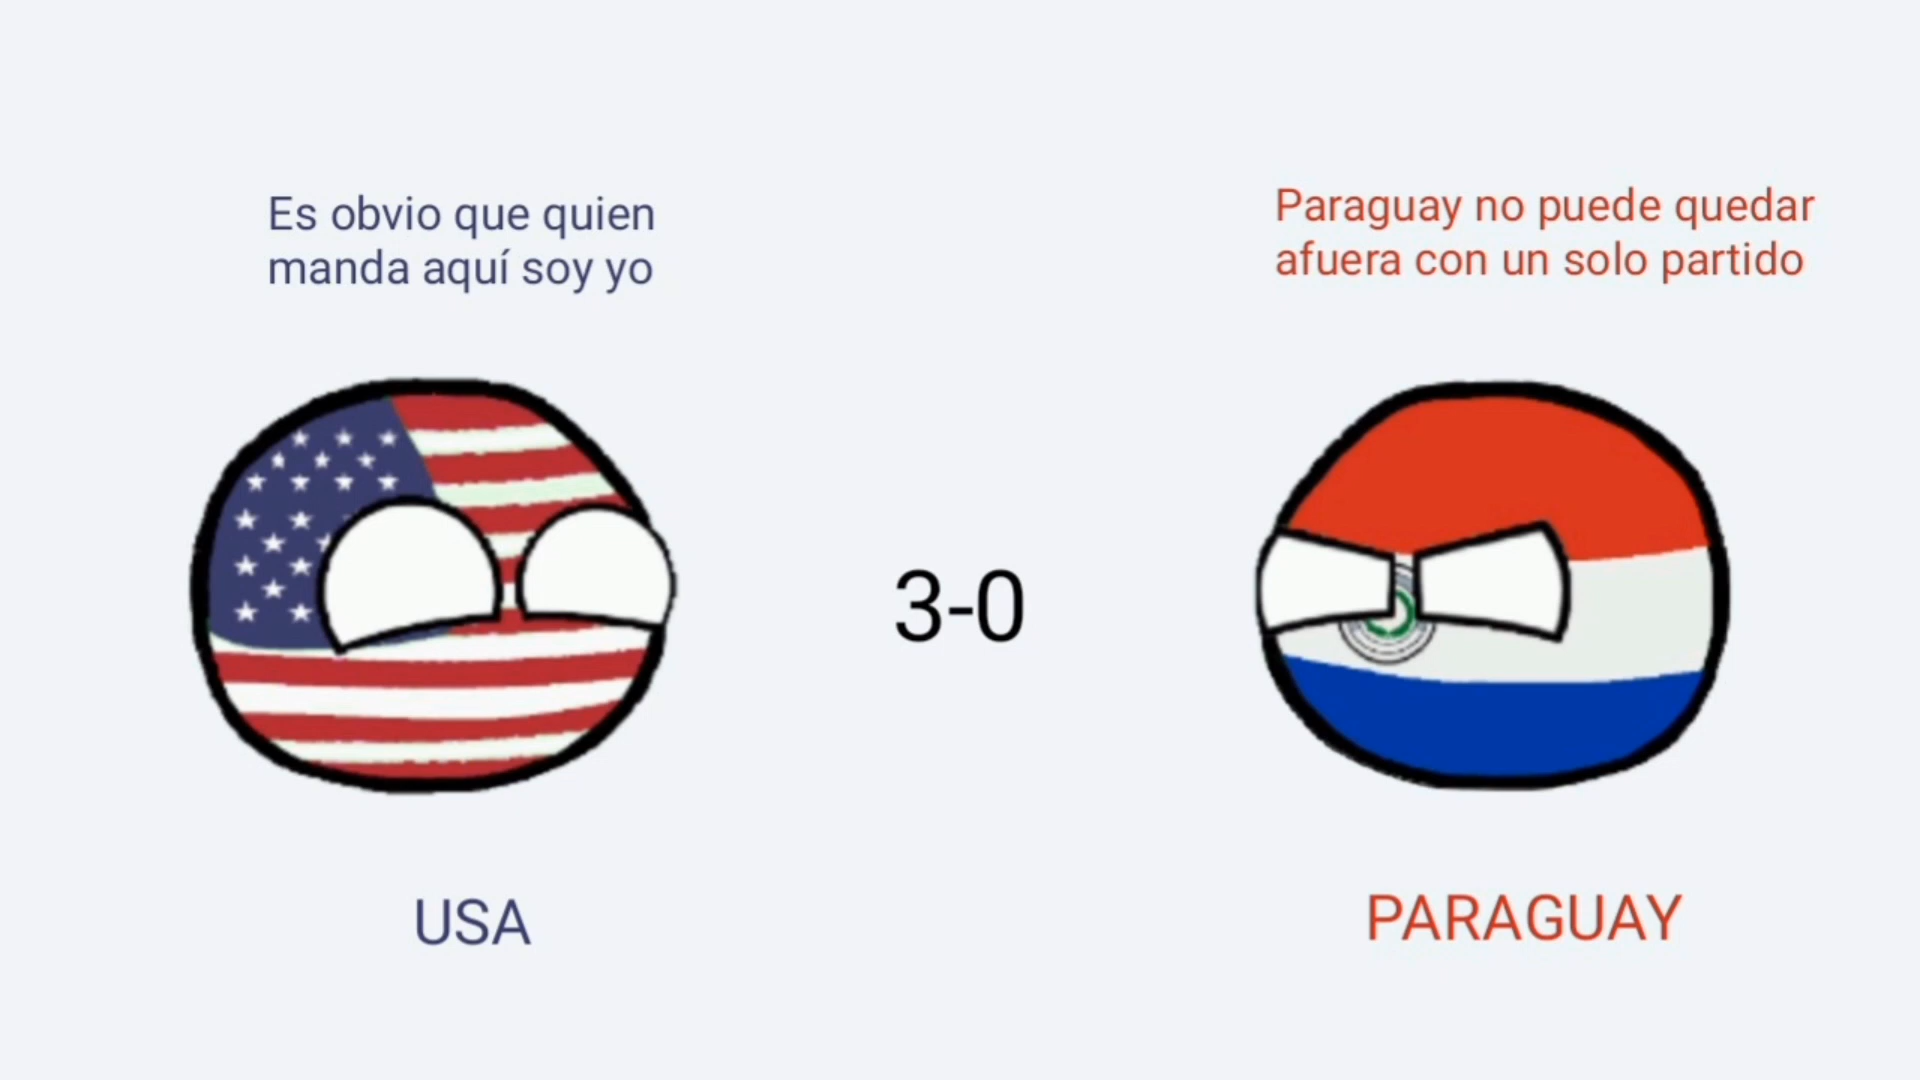 Es obvio que quien
manda aquí soy yo
Paraguay no puede quedar
afuera con un solo partido
3-0
USA
PARAGUAY